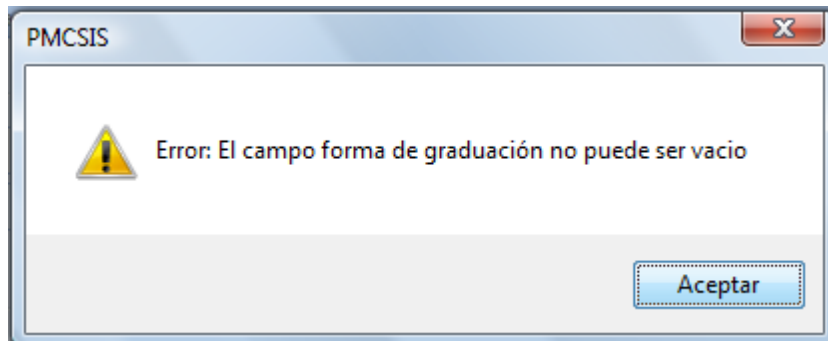 PMCSIS
Error: El campo forma de graduación no puede ser vacio
Aceptar